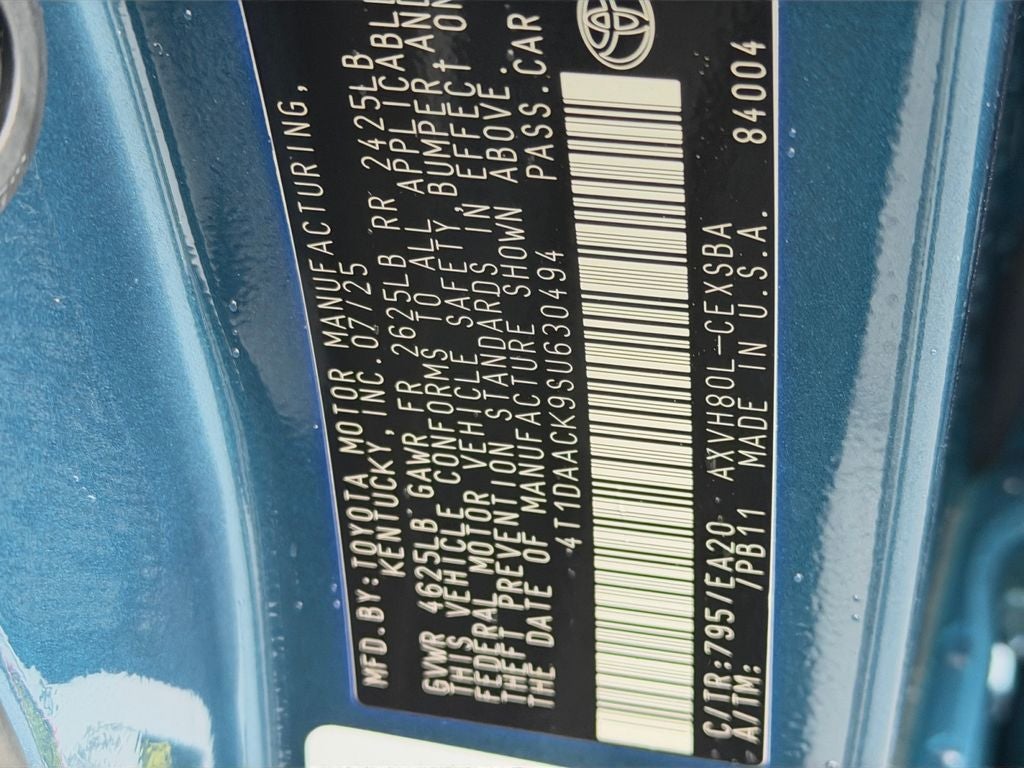 MFD.BY:TOYOTA MOTOR MANUFACTURING,
KENTUCKY, INC. 07/25
GVWR 4625LB GAWR FR 2625LB RR 2425LB
THIS VEHICLE CONFORMS TO ALL APPLICABLE
FEDERAL MOTOR VEHICLE SAFETY, BUMPER, AND
THEFT PREVENTION STANDARDS IN EFFECT ON
THE DATE OF MANUFACTURE SHOWN ABOVE.
4T1DAACK9SU630494 PASS.CAR
C/TR:795/EA20 AXVH80L-CEXSBA
A/TM: /PB11 MADE IN U.S.A. 84004